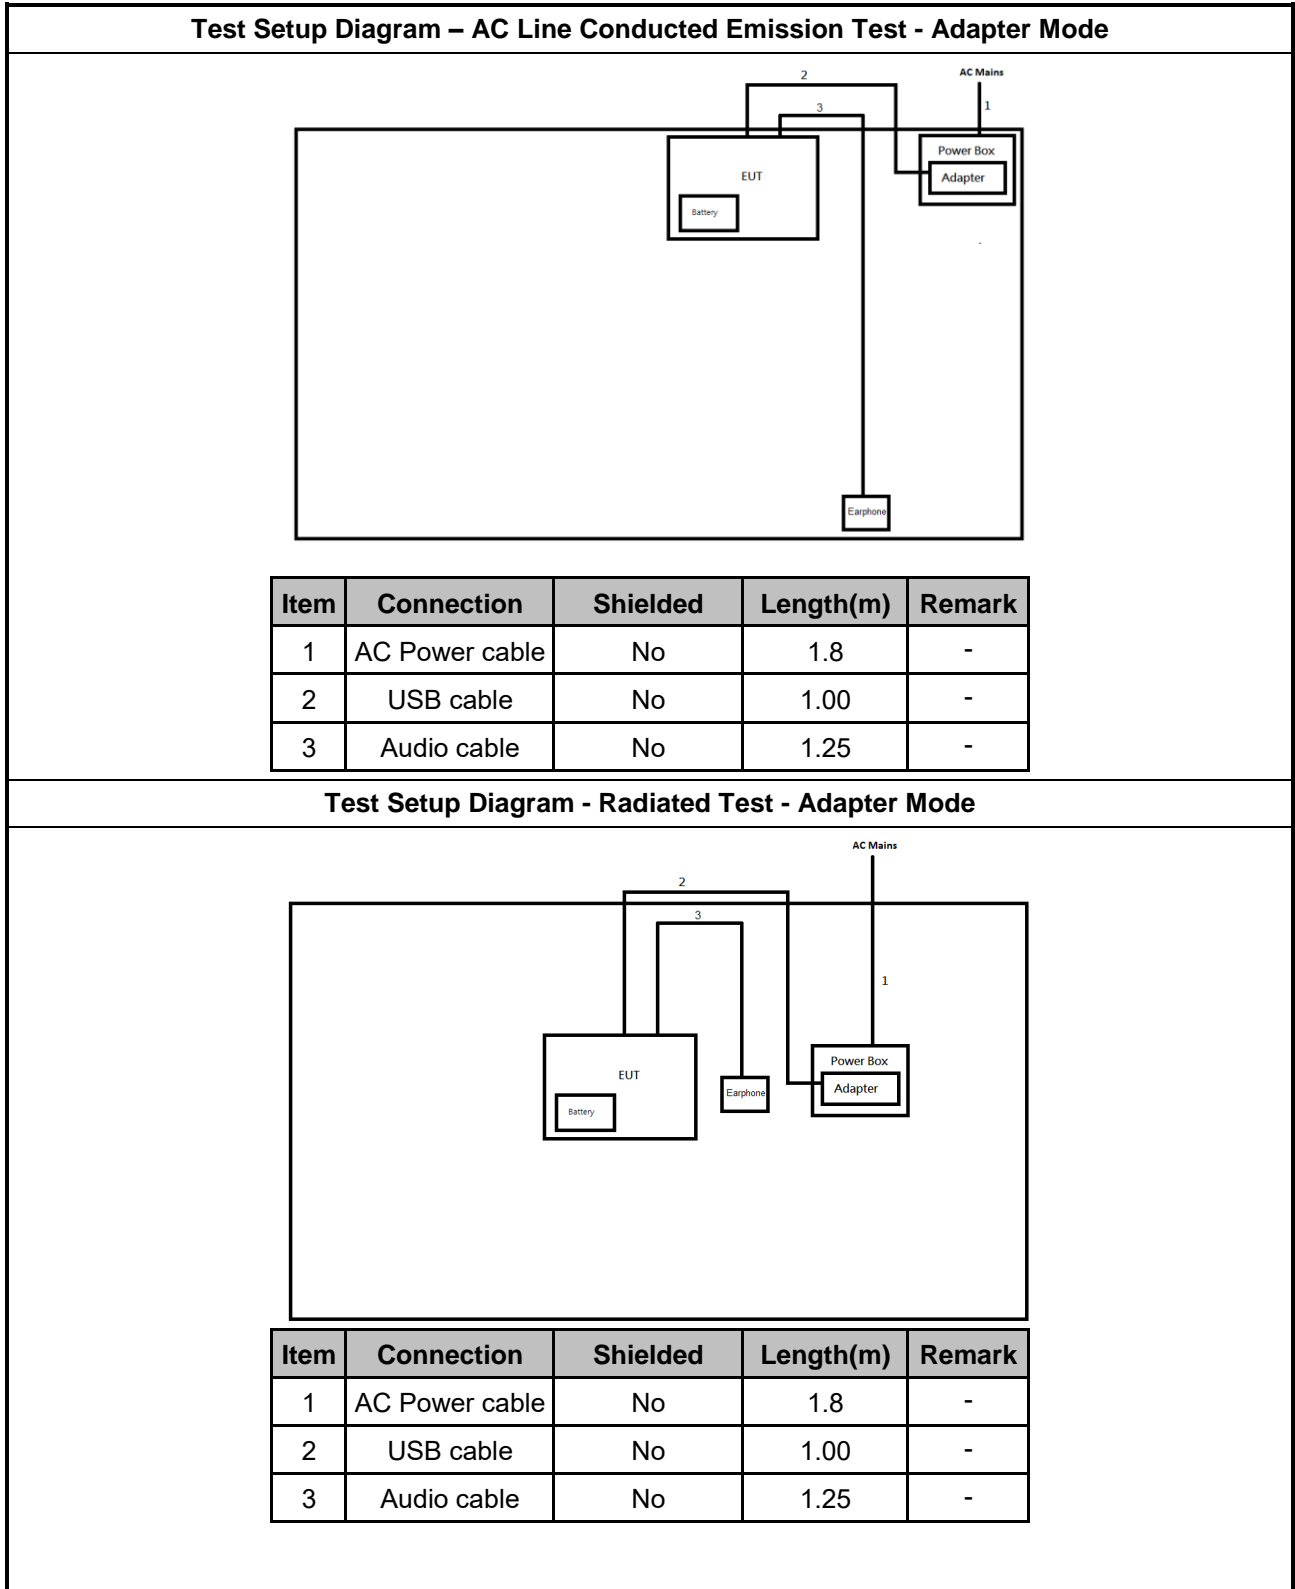 Test Setup Diagram – AC Line Conducted Emission Test - Adapter Mode
AC Mains
2
1
3
Power Box
Adapter
EUT
Battery
Earphone
Item Connection Shielded Length(m) Remark
1 AC Power cable No 1.8 -
2 USB cable No 1.00 -
3 Audio cable No 1.25 -
Test Setup Diagram - Radiated Test - Adapter Mode
AC Mains
2
3
1
Power Box
EUT
Adapter
Earphone
Battery
Item Connection Shielded Length(m) Remark
1 AC Power cable No 1.8 -
2 USB cable No 1.00 -
3 Audio cable No 1.25 -